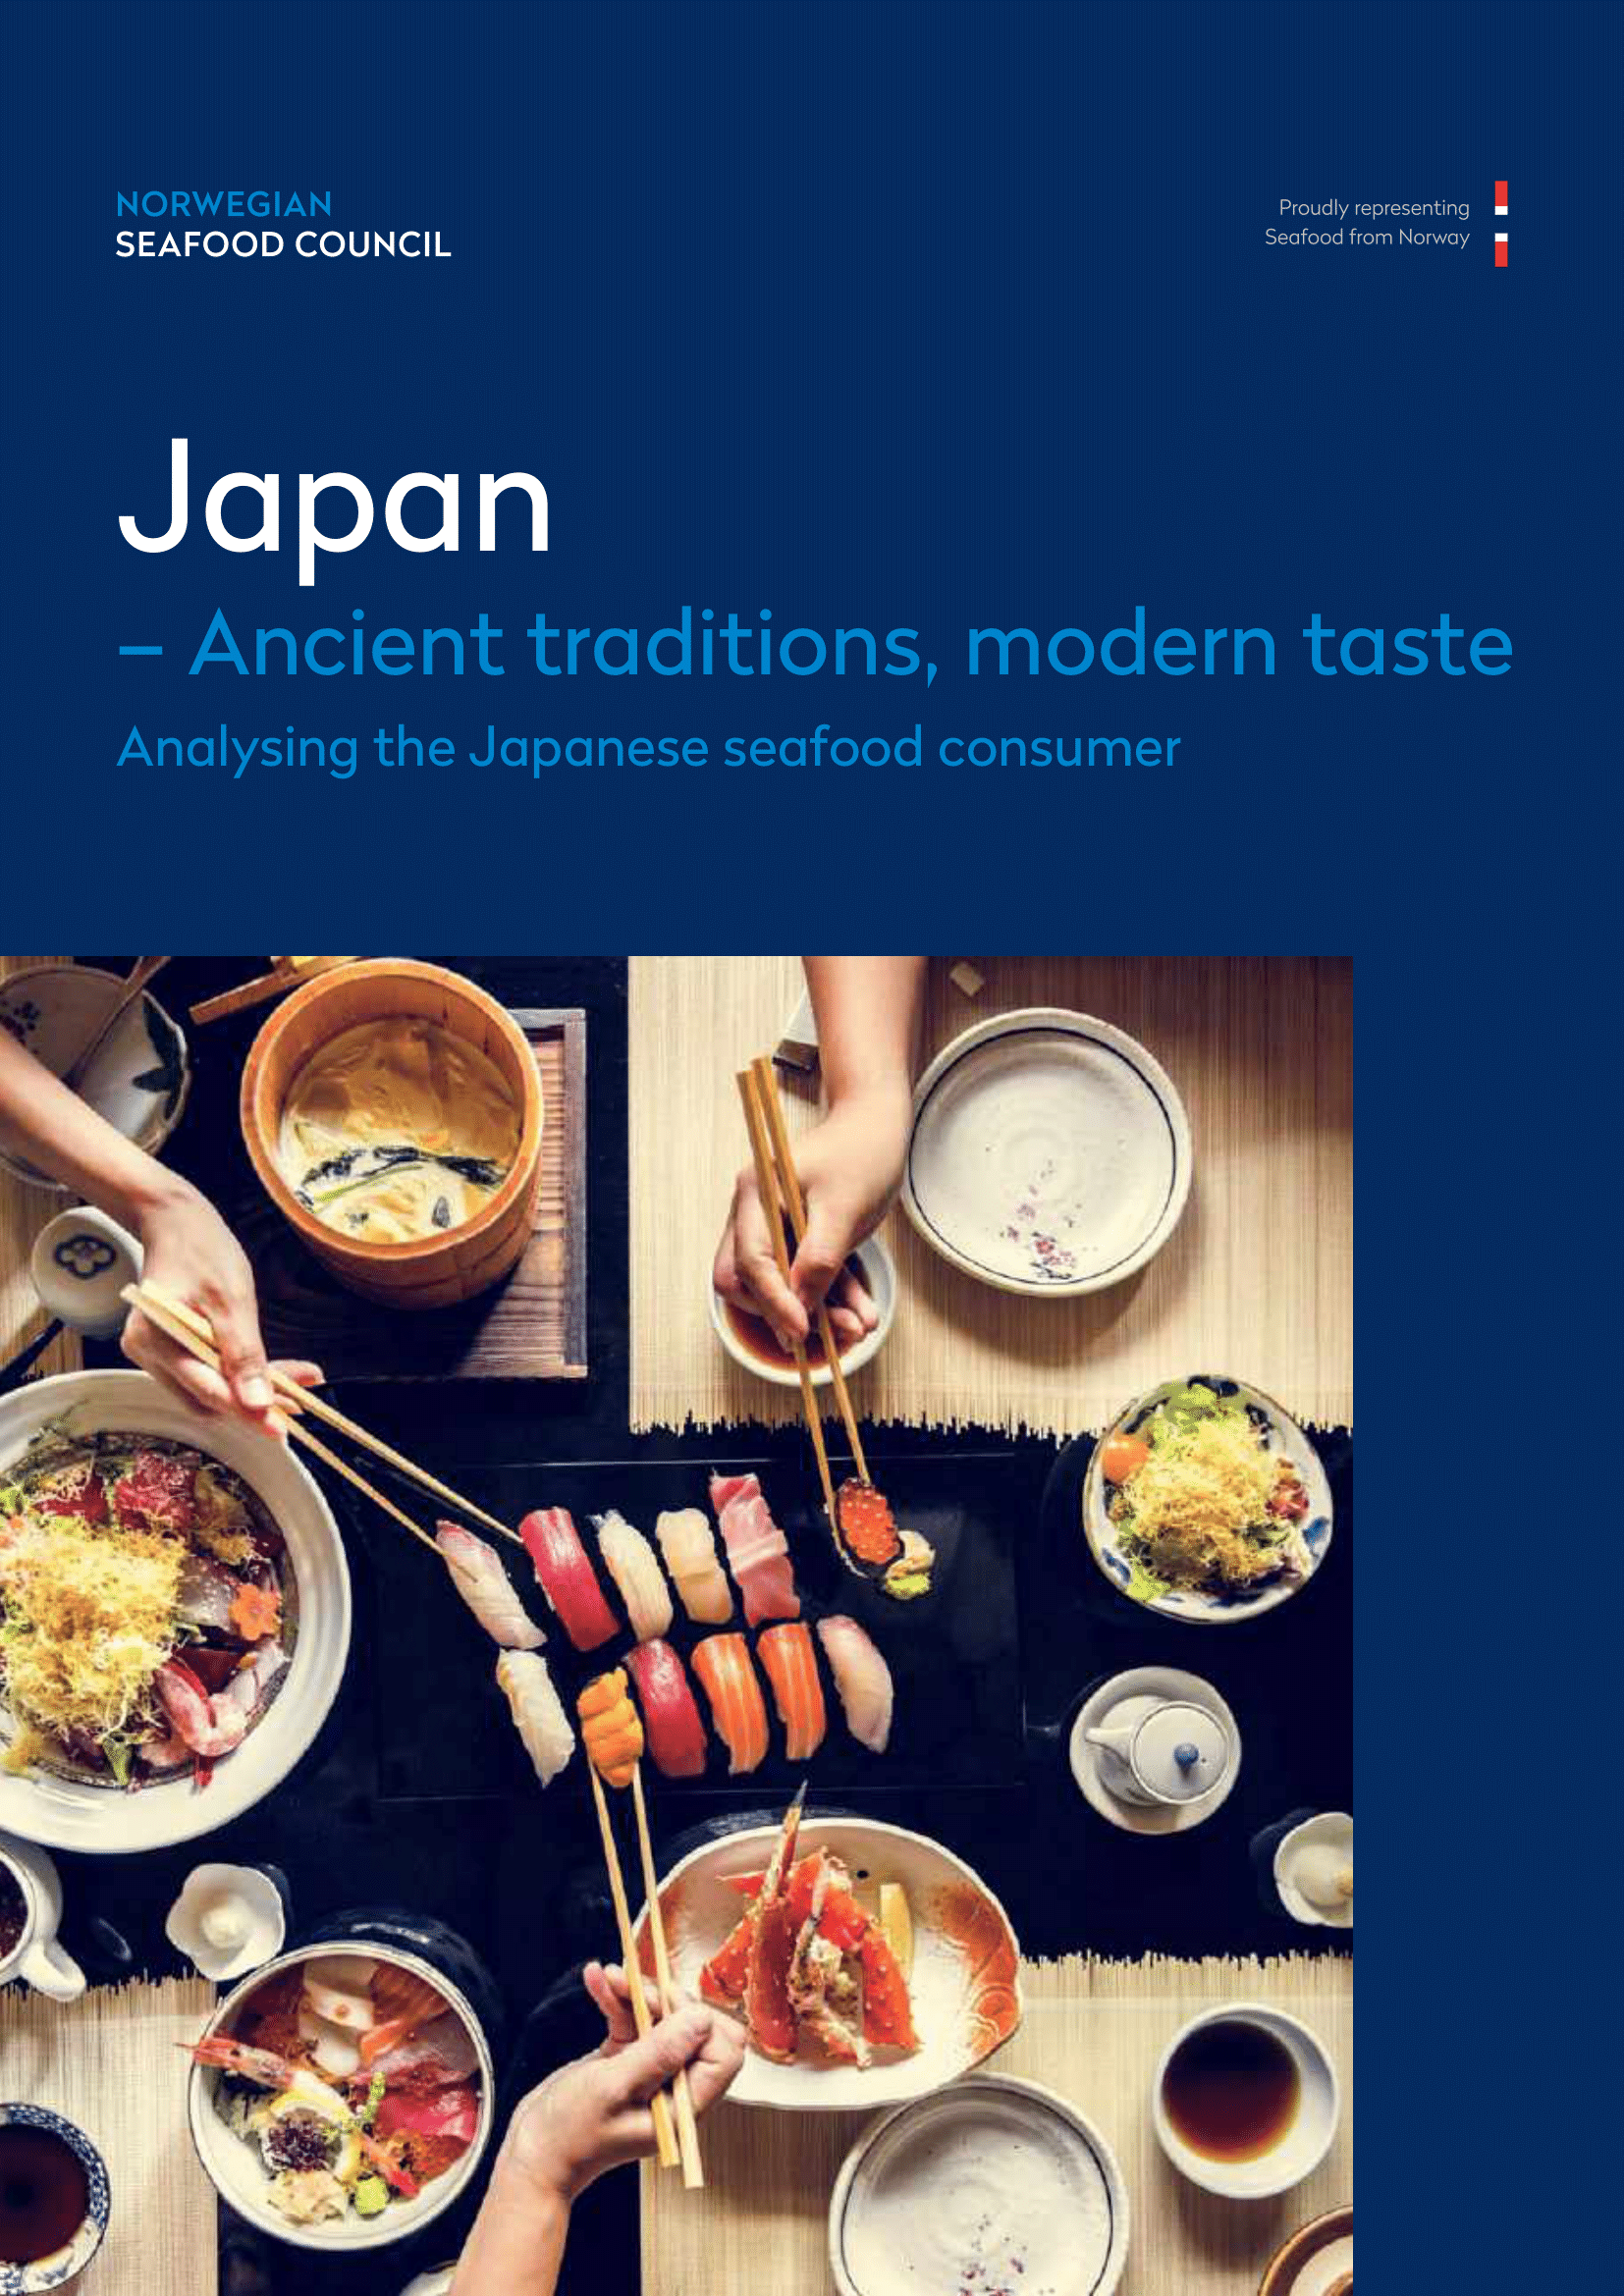 NORWEGIAN
SEAFOOD COUNCIL
Proudly representing
Seafood from Norway
Japan
– Ancient traditions, modern taste
Analysing the Japanese seafood consumer